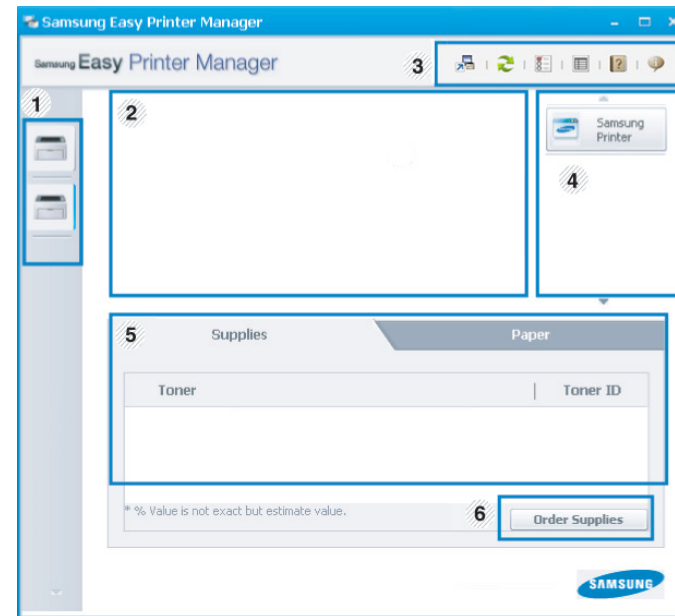 Samsung Easy Printer Manager
Samsung Easy Printer Manager
3
1
2
Samsung
Printer
4
5
Supplies
Paper
Toner
Toner ID
* % Value is not exact but estimate value.
6
Order Supplies
SAMSUNG